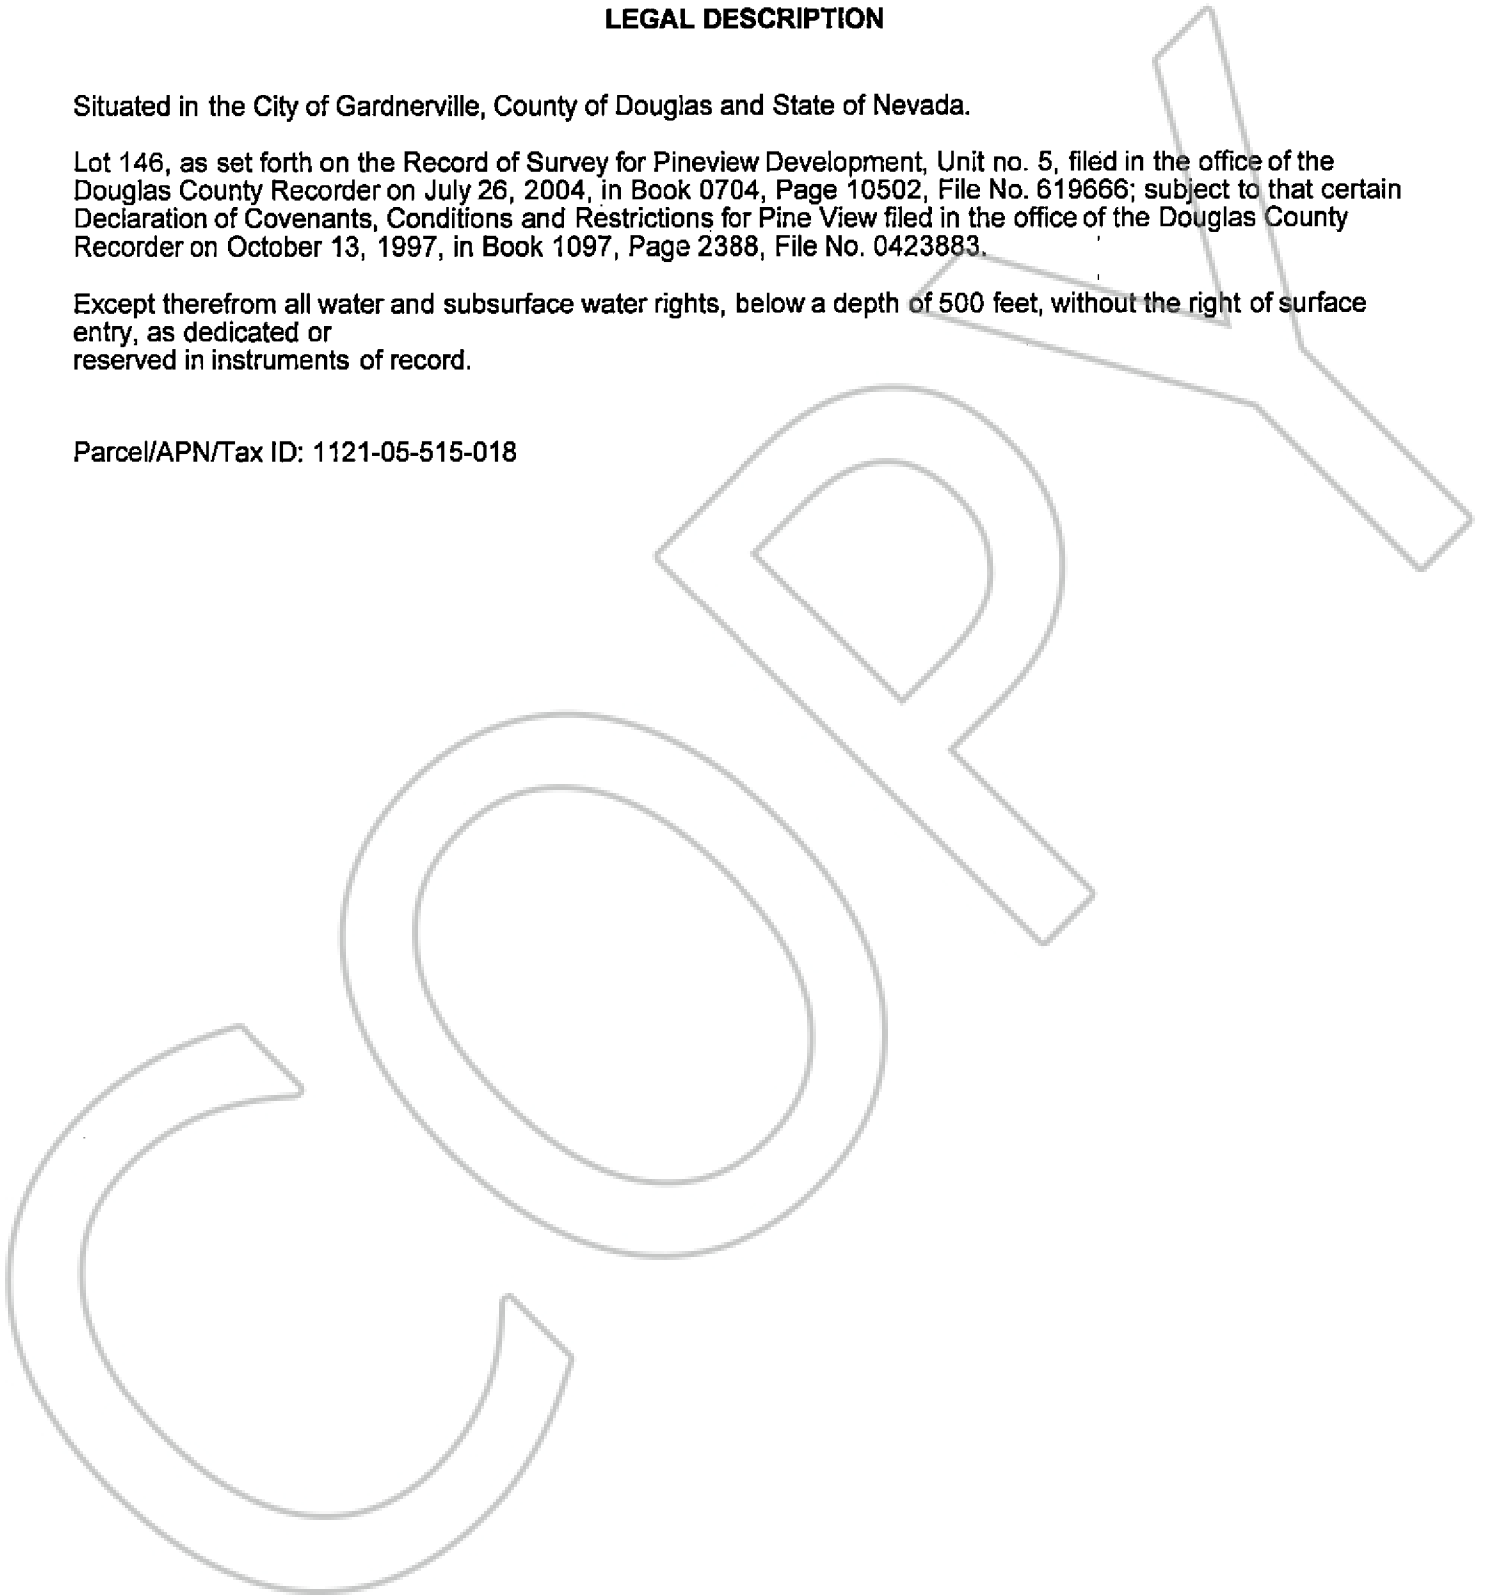 LEGAL DESCRIPTION
Situated in the City of Gardnerville, County of Douglas and State of Nevada.
Lot 146, as set forth on the Record of Survey for Pineview Development, Unit no. 5, filed in the office of the
Douglas County Recorder on July 26, 2004, in Book 0704, Page 10502, File No. 619666; subject to that certain
Declaration of Covenants, Conditions and Restrictions for Pine View filed in the office of the Douglas County
Recorder on October 13, 1997, in Book 1097, Page 2388, File No. 0423883.
Except therefrom all water and subsurface water rights, below a depth of 500 feet, without the right of surface
entry, as dedicated or
reserved in instruments of record.
Parcel/APN/Tax ID: 1121-05-515-018
COPY